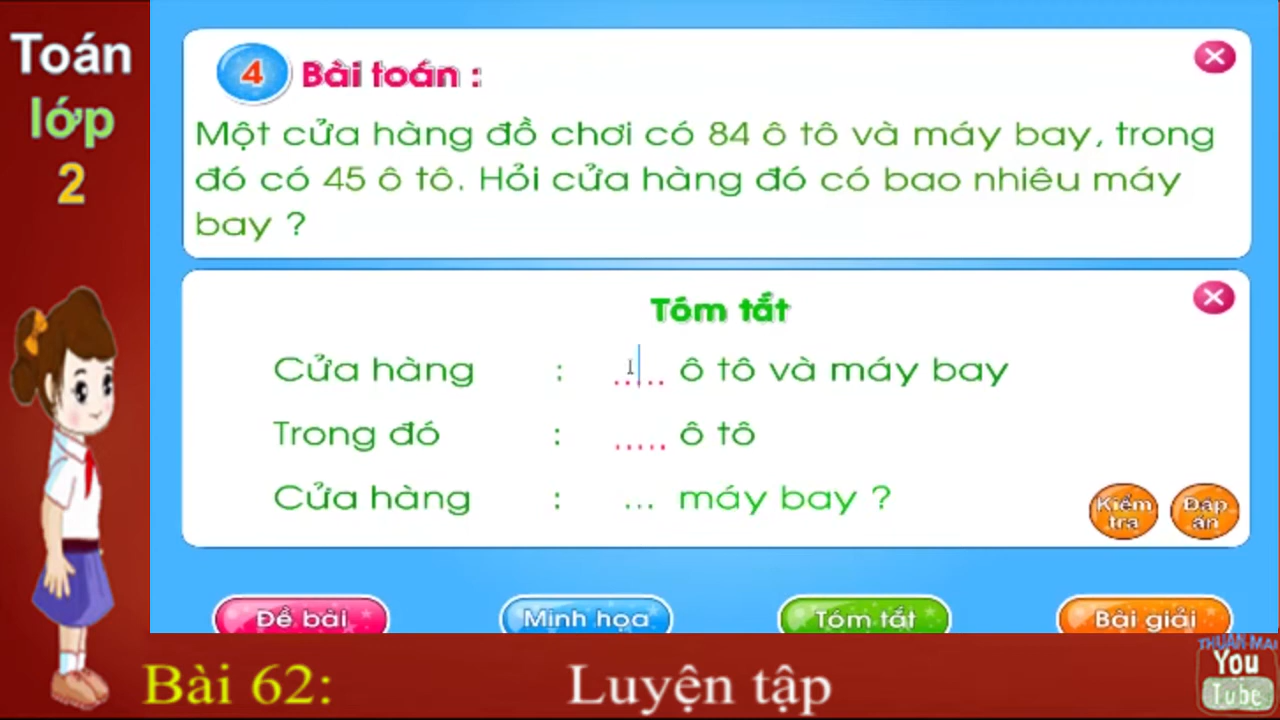 Toán
lớp
2
4 Bài toán :
Một cửa hàng đồ chơi có 84 ô tô và máy bay, trong
đó có 45 ô tô. Hỏi cửa hàng đó có bao nhiêu máy
bay ?
Tóm tắt
Cửa hàng : ..... ô tô và máy bay
Trong đó : ..... ô tô
Cửa hàng : ... máy bay ?
Kiểm
tra
Đáp
án
Đề bài Minh họa Tóm tắt Bài giải
THUAN MAI
You
Tube
Bài 62: Luyện tập